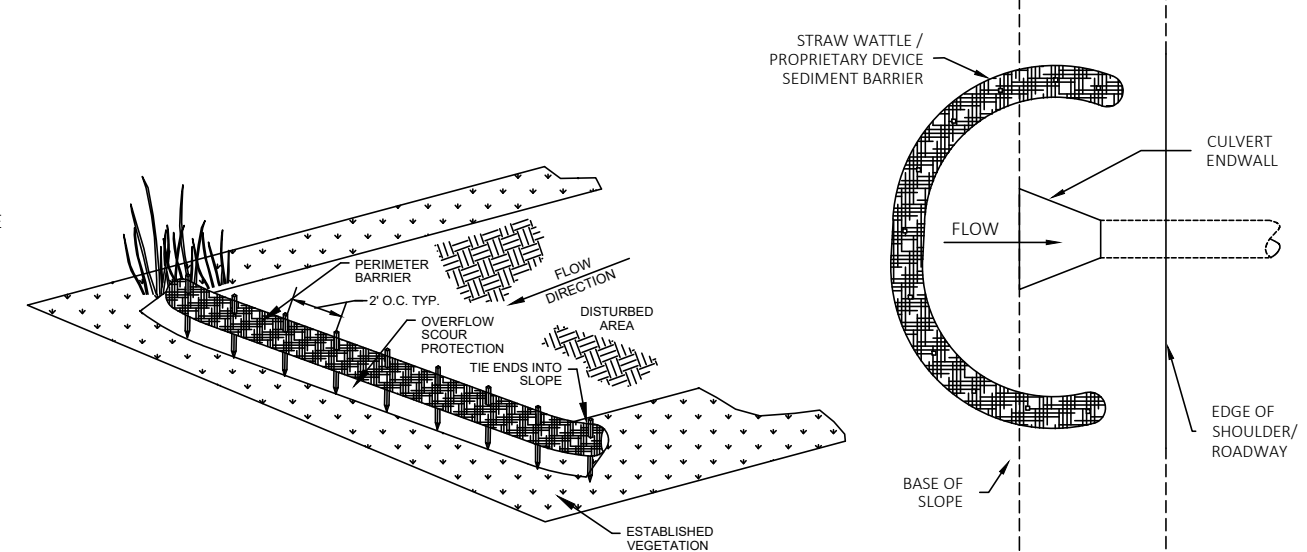 PERIMETER
BARRIER
2' O.C. TYP.
OVERFLOW
SCOUR
PROTECTION
FLOW
DIRECTION
DISTURBED
AREA
TIE ENDS INTO
SLOPE
ESTABLISHED
VEGETATION
STRAW WATTLE /
PROPRIETARY DEVICE
SEDIMENT BARRIER
CULVERT
ENDWALL
FLOW
BASE OF
SLOPE
EDGE OF
SHOULDER/
ROADWAY